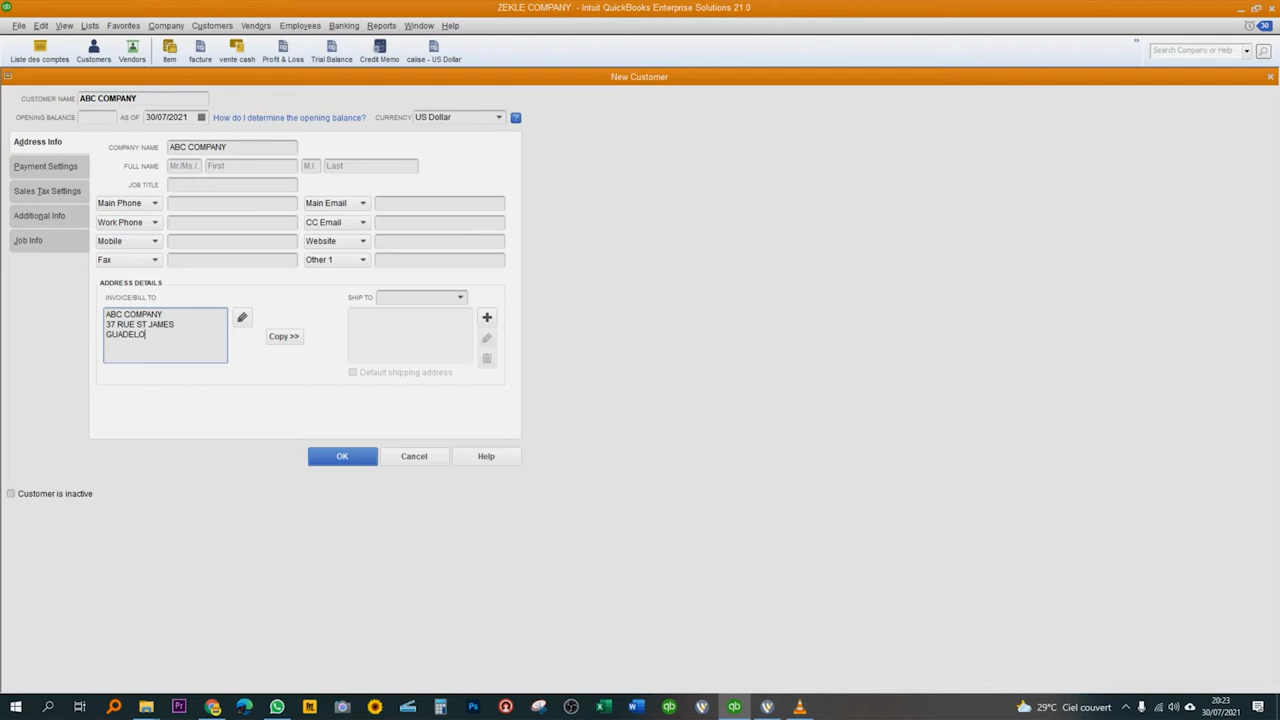 ZEKLE COMPANY - Intuit QuickBooks Enterprise Solutions 21.0
File Edit View Lists Favorites Company Customers Vendors Employees Banking Reports Window Help
30
Liste des comptes Customers Vendors Item facture vente cash Profit & Loss Trial Balance Credit Memo caiise - US Dollar
»
Search Company or Help
New Customer
CUSTOMER NAME ABC COMPANY
OPENING BALANCE AS OF 30/07/2021 How do I determine the opening balance? CURRENCY US Dollar ?
Address Info
Payment Settings
Sales Tax Settings
Additional Info
Job Info
COMPANY NAME ABC COMPANY
FULL NAME Mr./Ms./.. First M.I. Last
JOB TITLE
Main Phone Main Email
Work Phone CC Email
Mobile Website
Fax Other 1
ADDRESS DETAILS
INVOICE/BILL TO SHIP TO
ABC COMPANY
37 RUE ST JAMES
GUADELO
Copy >>
Default shipping address
OK Cancel Help
Customer is inactive
29°C Ciel couvert
20:23
30/07/2021